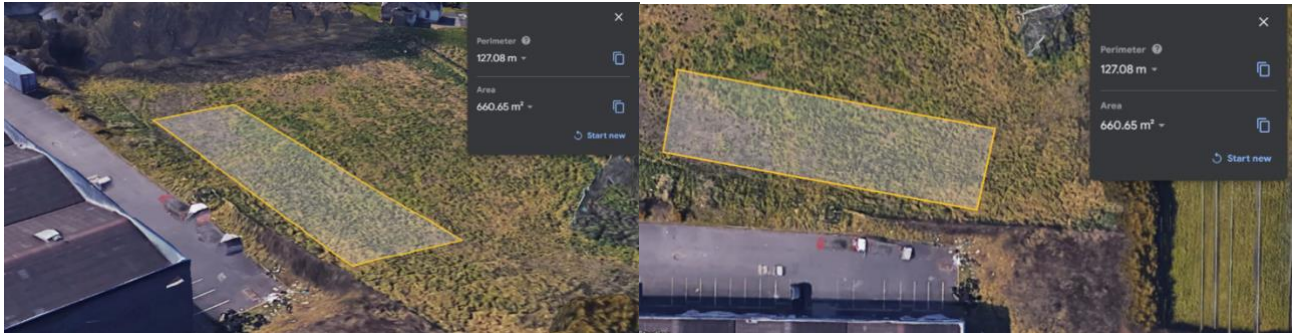 Perimeter
127.08 m
Area
660.65 m²
Start new
Perimeter
127.08 m
Area
660.65 m²
Start new